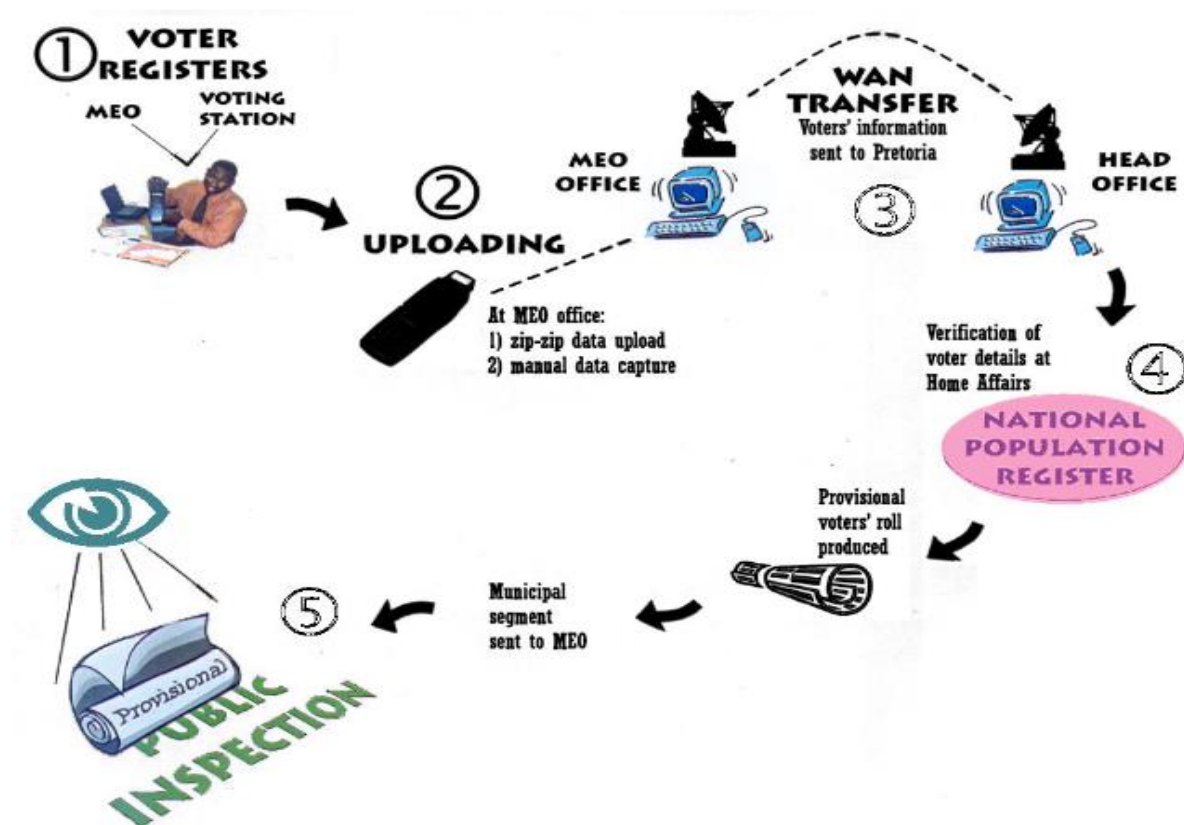 ①
VOTER
REGISTERS
MEO
VOTING
STATION
②
UPLOADING
At MEO office:
1) zip-zip data upload
2) manual data capture
MEO
OFFICE
WAN
TRANSFER
Voters' information
sent to Pretoria
③
HEAD
OFFICE
Verification of
voter details at
Home Affairs
④
NATIONAL
POPULATION
REGISTER
Provisional
voters' roll
produced
Municipal
segment
sent to MEO
⑤
Provisional
PUBLIC
INSPECTION